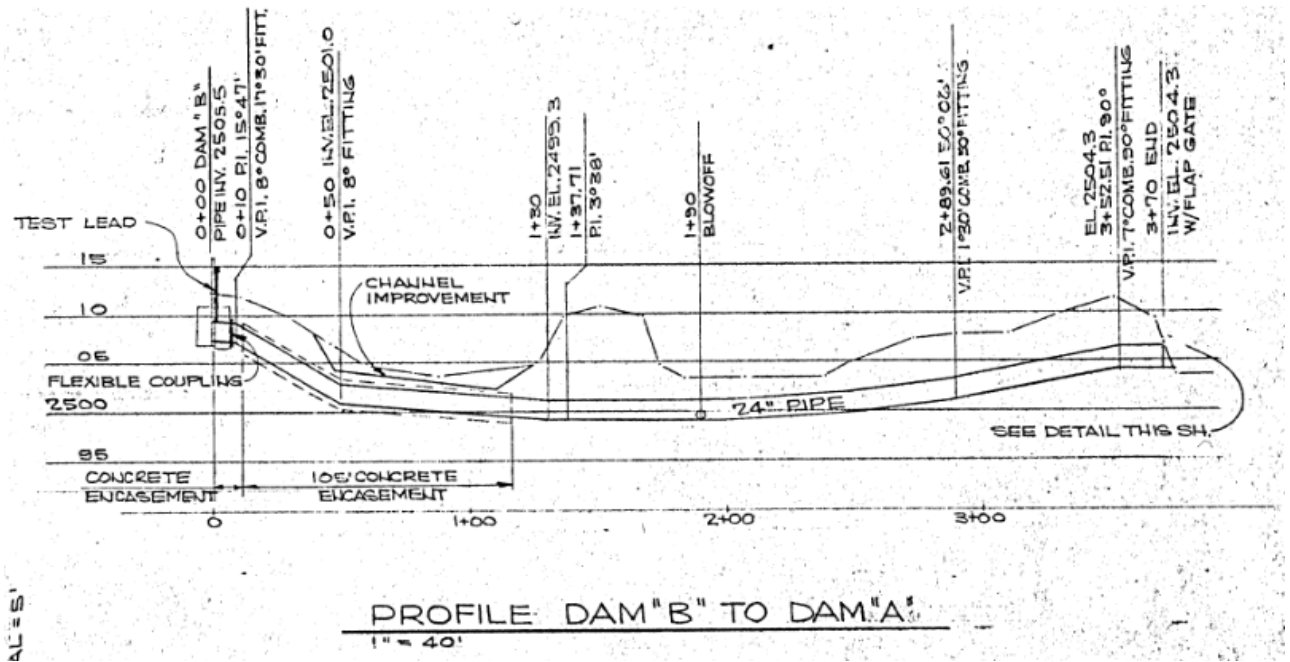 0+00 DAM "B"
PIPE INV. 2505.5
0+10 P.I. 15°47'
V.P.I. 8° COMB. 17°30' FITT.
0+50 INV. EL. 2501.0
V.P.I. 8° FITTING
1+30
INV. EL. 2499.3
1+37.71
P.I. 3°38'
1+90
BLOWOFF
2+89.61 50°06'
V.P.I. 1°30' COMB. 50° FITTING
EL 2504.3
3+52.51 P.I. 90°
V.P.I. 7° COMB. 90° FITTING
3+70 END
INV. EL. 2504.3
W/FLAP GATE
TEST LEAD
15
CHANNEL
IMPROVEMENT
10
05
FLEXIBLE COUPLING
2500
24" PIPE
SEE DETAIL THIS SH.
95
CONCRETE
ENCASEMENT
105' CONCRETE
ENCASEMENT
0
1+00
2+00
3+00
PROFILE DAM "B" TO DAM "A"
1" = 40'
AL = 5'